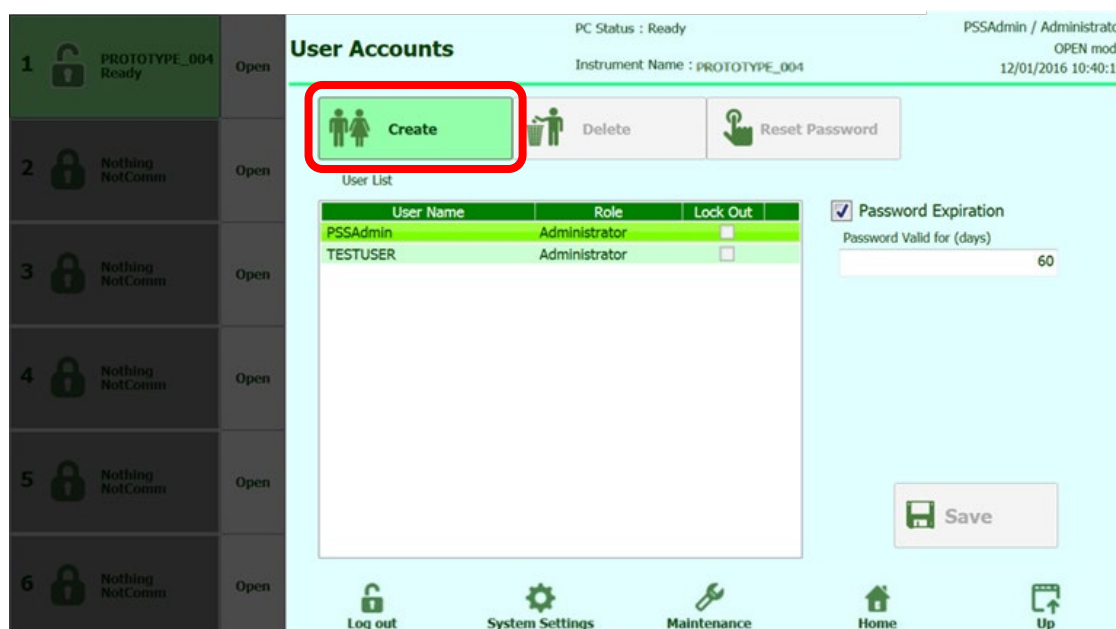 1
PROTOTYPE_004
Ready
Open
2
Nothing
NotComm
Open
3
Nothing
NotComm
Open
4
Nothing
NotComm
Open
5
Nothing
NotComm
Open
6
Nothing
NotComm
Open
User Accounts
PC Status : Ready
Instrument Name : PROTOTYPE_004
PSSAdmin / Administrato
OPEN mod
12/01/2016 10:40:1
Create
Delete
Reset Password
User List
User Name Role Lock Out
PSSAdmin Administrator
TESTUSER Administrator
Password Expiration
Password Valid for (days)
60
Save
Log out
System Settings
Maintenance
Home
Up